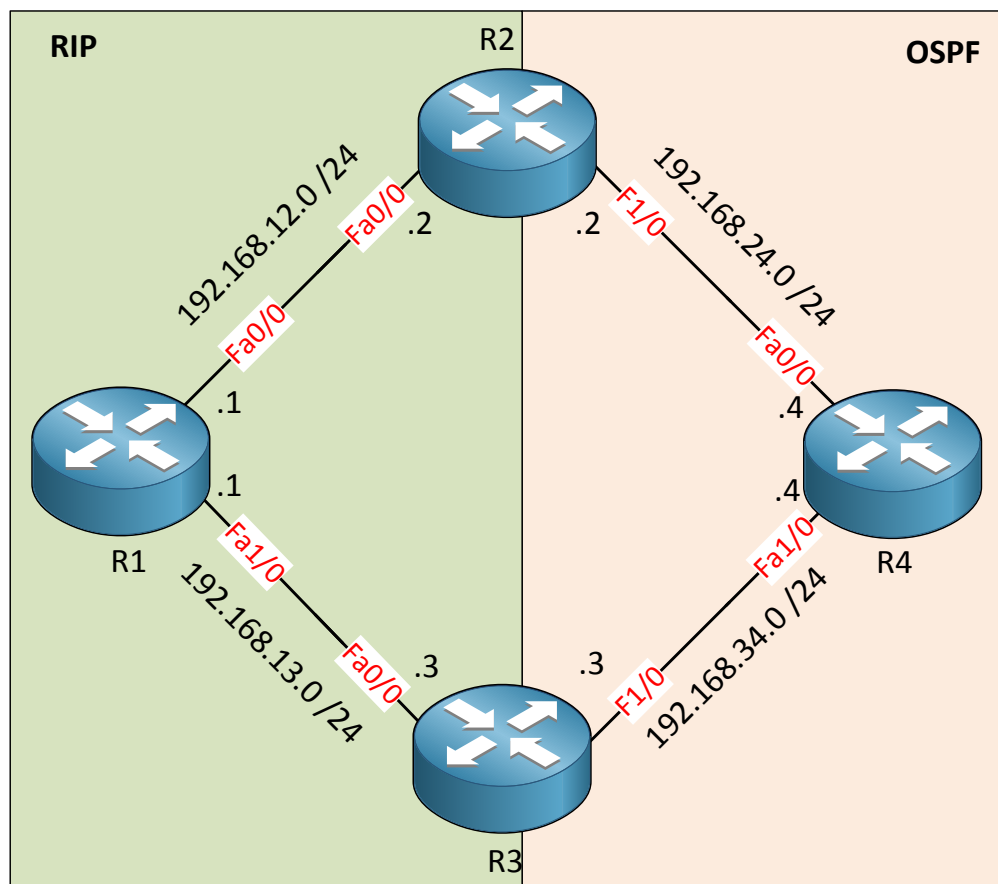 RIP
R2
OSPF
192.168.12.0 /24
Fa0/0
.2
.2
F1/0
192.168.24.0 /24
Fa0/0
Fa0/0
.1
.4
.1
.4
R1
Fa1/0
192.168.13.0 /24
Fa0/0
.3
.3
F1/0
192.168.34.0 /24
Fa1/0
R4
R3